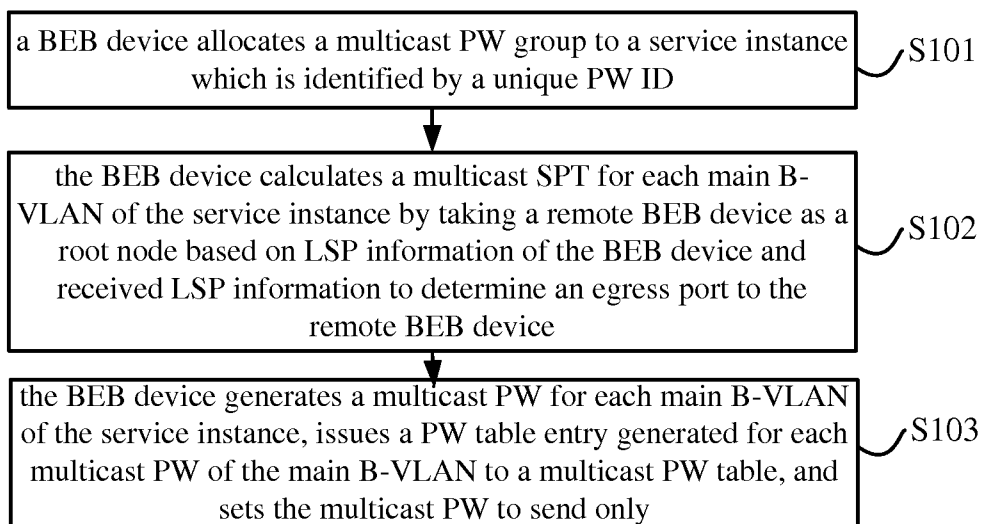 a BEB device allocates a multicast PW group to a service instance
which is identified by a unique PW ID
S101
the BEB device calculates a multicast SPT for each main B-
VLAN of the service instance by taking a remote BEB device as a
root node based on LSP information of the BEB device and
received LSP information to determine an egress port to the
remote BEB device
S102
the BEB device generates a multicast PW for each main B-VLAN
of the service instance, issues a PW table entry generated for each
multicast PW of the main B-VLAN to a multicast PW table, and
sets the multicast PW to send only
S103